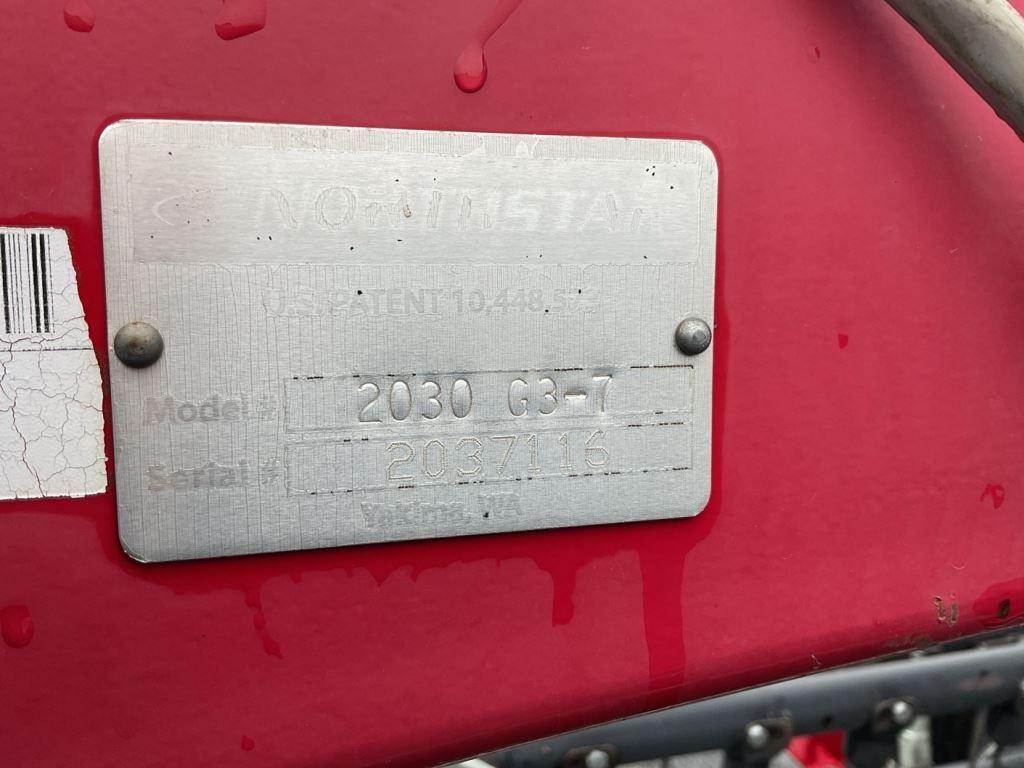 NORTHSTAR
U.S. PATENT 10,448,573
Model # 2030 G3-7
Serial # 2037116
Yakima, WA